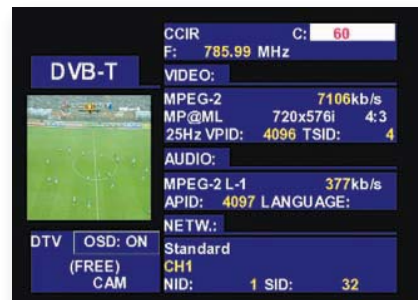 CCIR C: 60
F: 785.99 MHz
DVB-T
VIDEO:
MPEG-2 7106kb/s
MP@ML 720x576i 4:3
25Hz VPID: 4096 TSID: 4
AUDIO:
MPEG-2 L-1 377kb/s
APID: 4097 LANGUAGE:
NETW.:
DTV OSD: ON
(FREE)
CAM
Standard
CH1
NID: 1 SID: 32